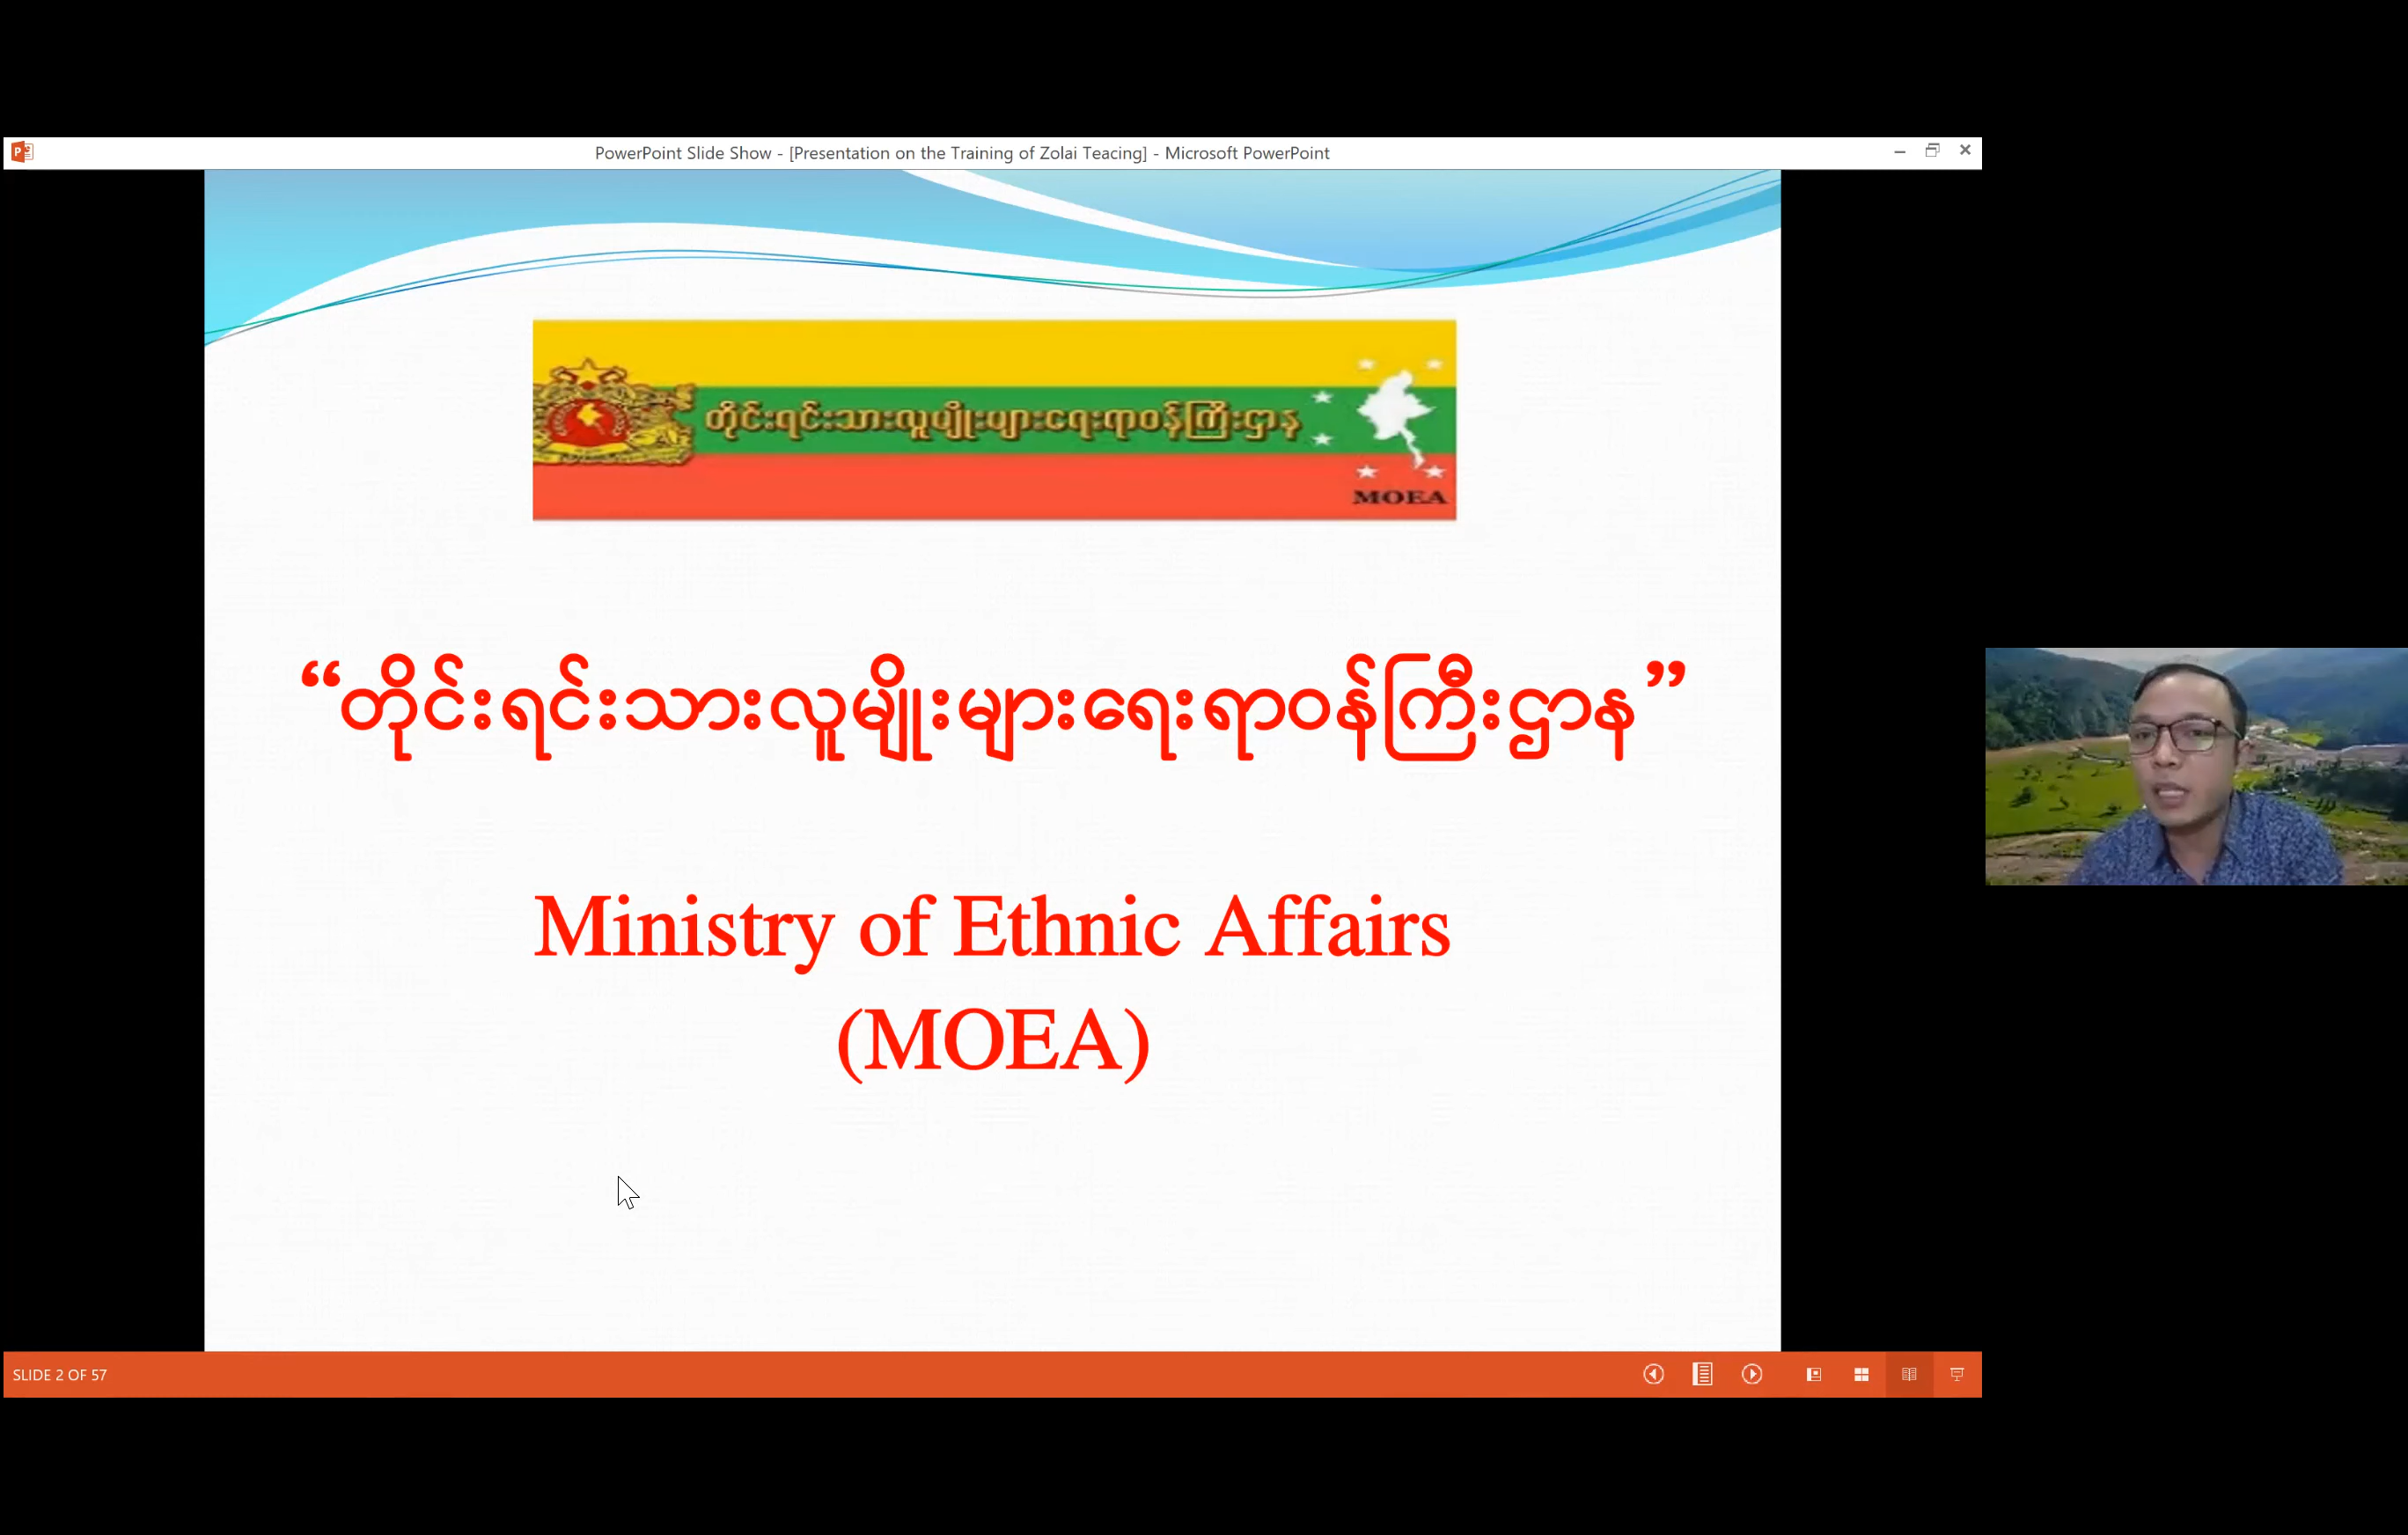 PowerPoint Slide Show - [Presentation on the Training of Zolai Teacing] - Microsoft PowerPoint
တိုင်းရင်းသားလူမျိုးများရေးရာဝန်ကြီးဌာန
MOEA
“တိုင်းရင်းသားလူမျိုးများရေးရာဝန်ကြီးဌာန”
Ministry of Ethnic Affairs
(MOEA)
SLIDE 2 OF 57